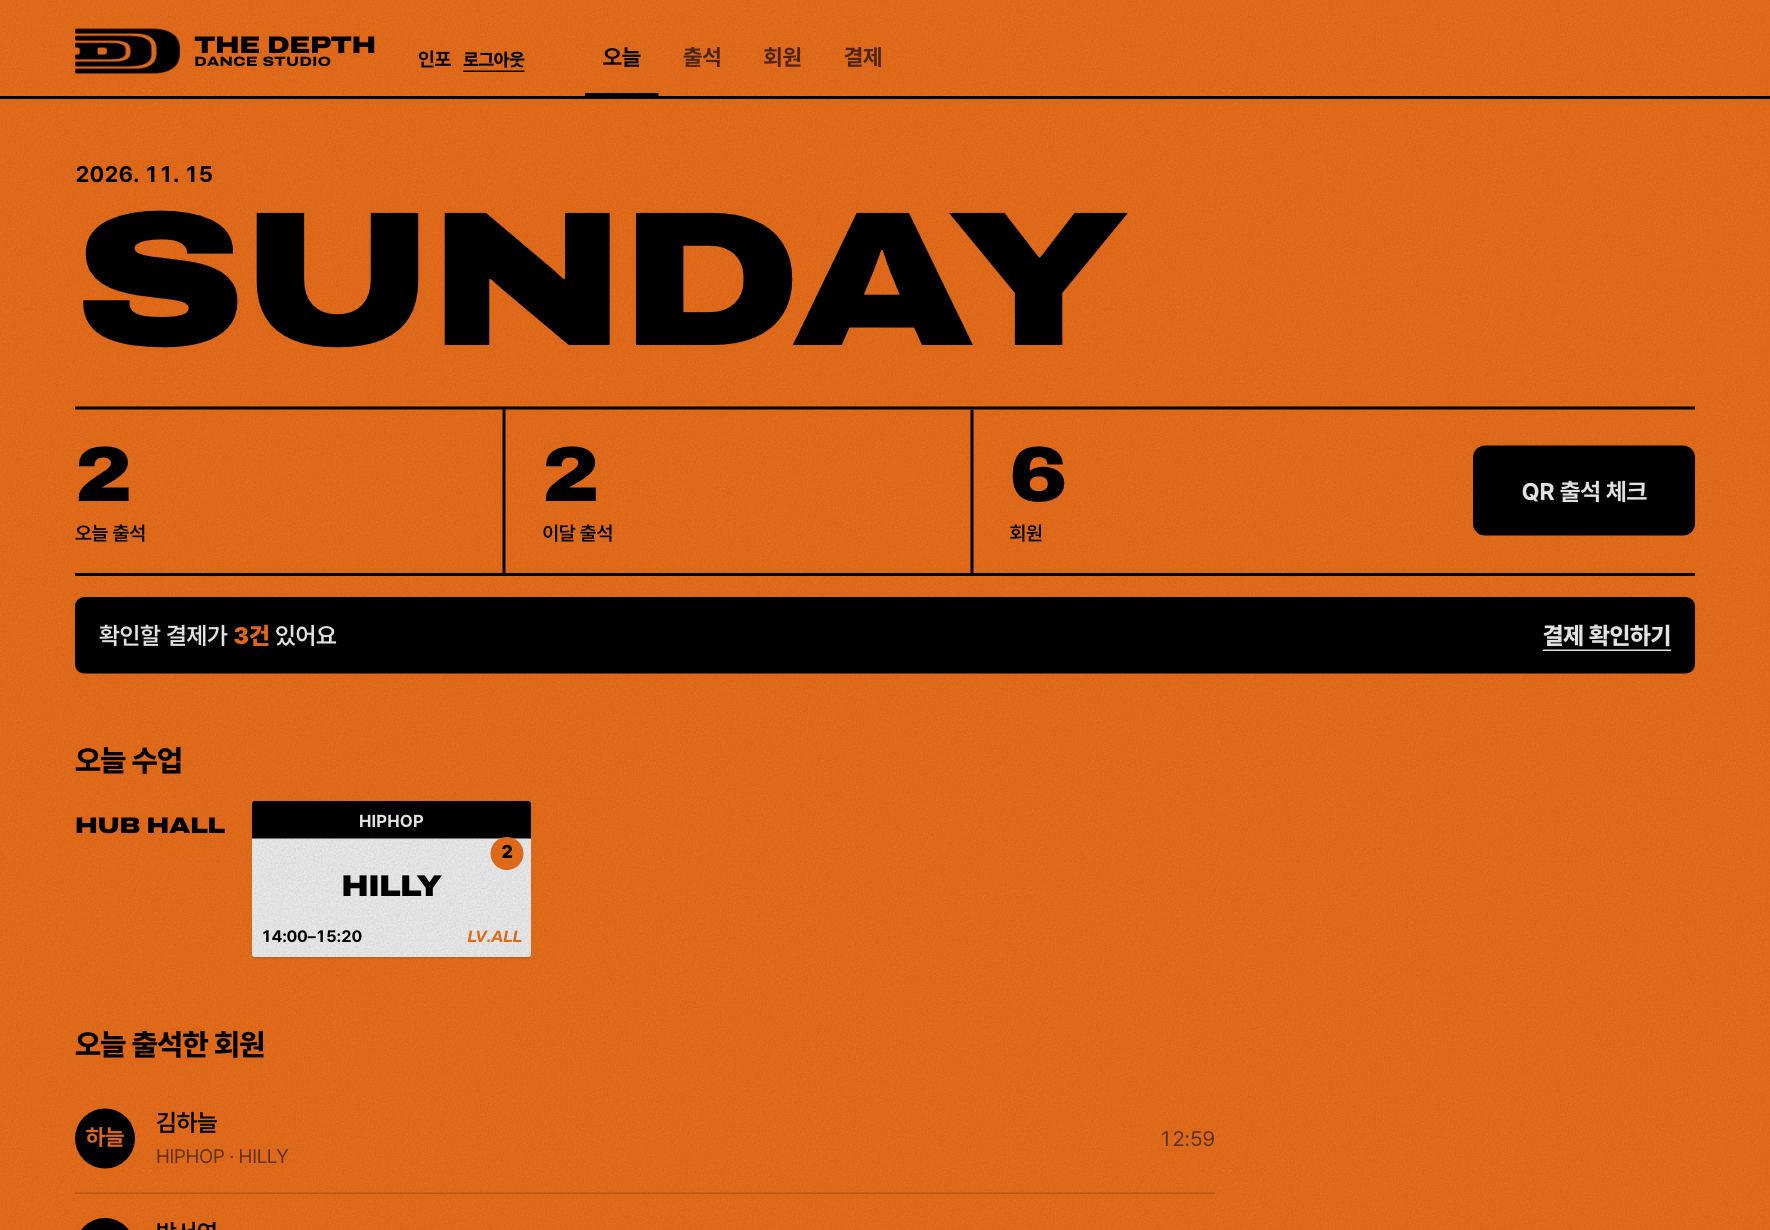 THE DEPTH
DANCE STUDIO
인포 로그아웃 오늘 출석 회원 결제
2026. 11. 15
SUNDAY
2
오늘 출석
2
이달 출석
6
회원
QR 출석 체크
확인할 결제가 3건 있어요 결제 확인하기
오늘 수업
HUB HALL
HIPHOP
2
HILLY
14:00–15:20 LV.ALL
오늘 출석한 회원
하늘
김하늘
HIPHOP · HILLY
12:59